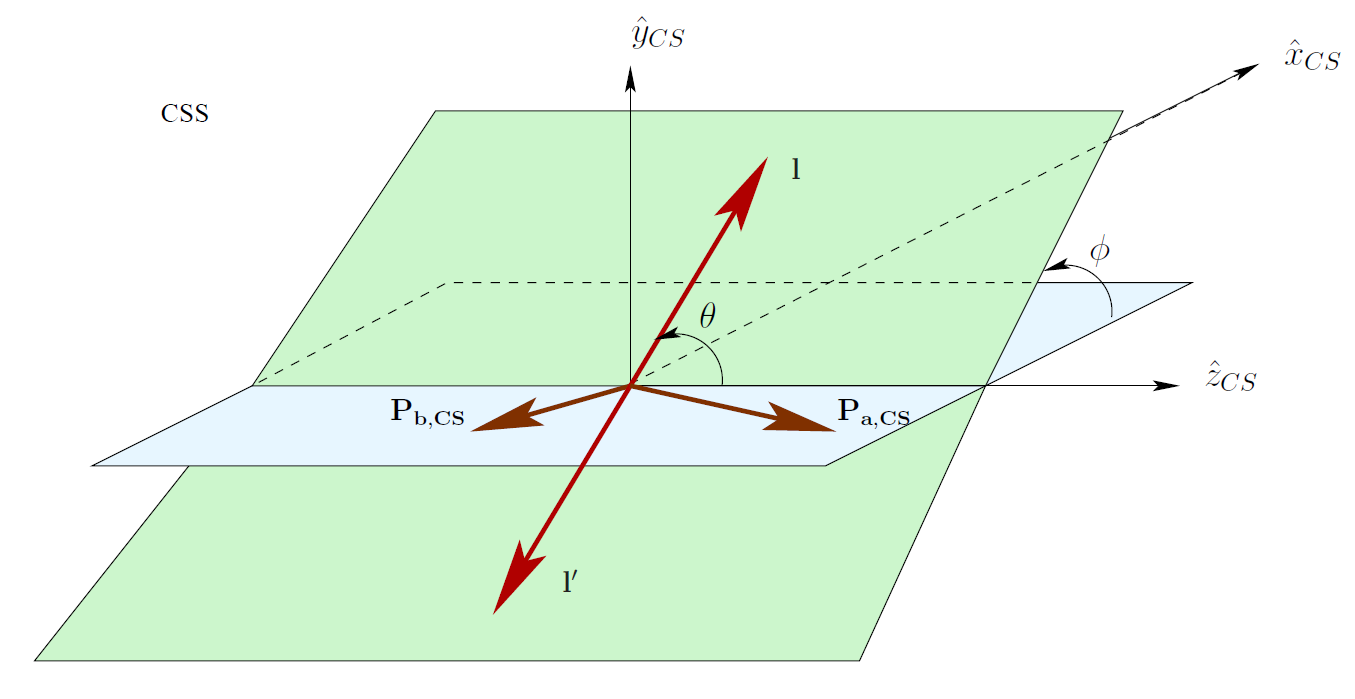 ŷ_CS
x̂_CS
CSS
l
ϕ
θ
ẑ_CS
P_b,CS
P_a,CS
l′